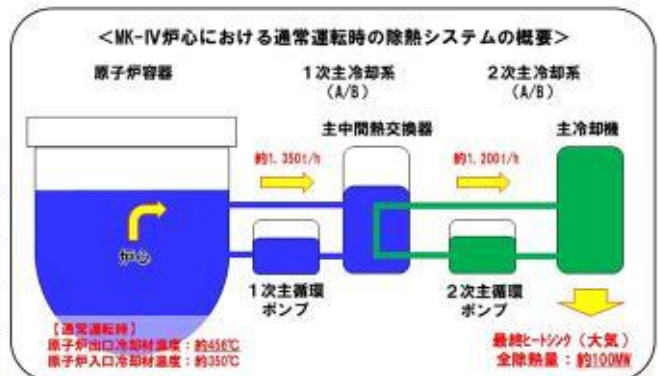 <MK-Ⅳ炉心における通常運転時の除熱システムの概要>
原子炉容器
1次主冷却系
(A/B)
2次主冷却系
(A/B)
主中間熱交換器
主冷却機
約1,350t/h
約1,200t/h
炉心
1次主循環
ポンプ
2次主循環
ポンプ
【通常運転時】
原子炉出口冷却材温度:約456℃
原子炉入口冷却材温度:約350℃
最終ヒートシンク(大気)
全除熱量:約100MW